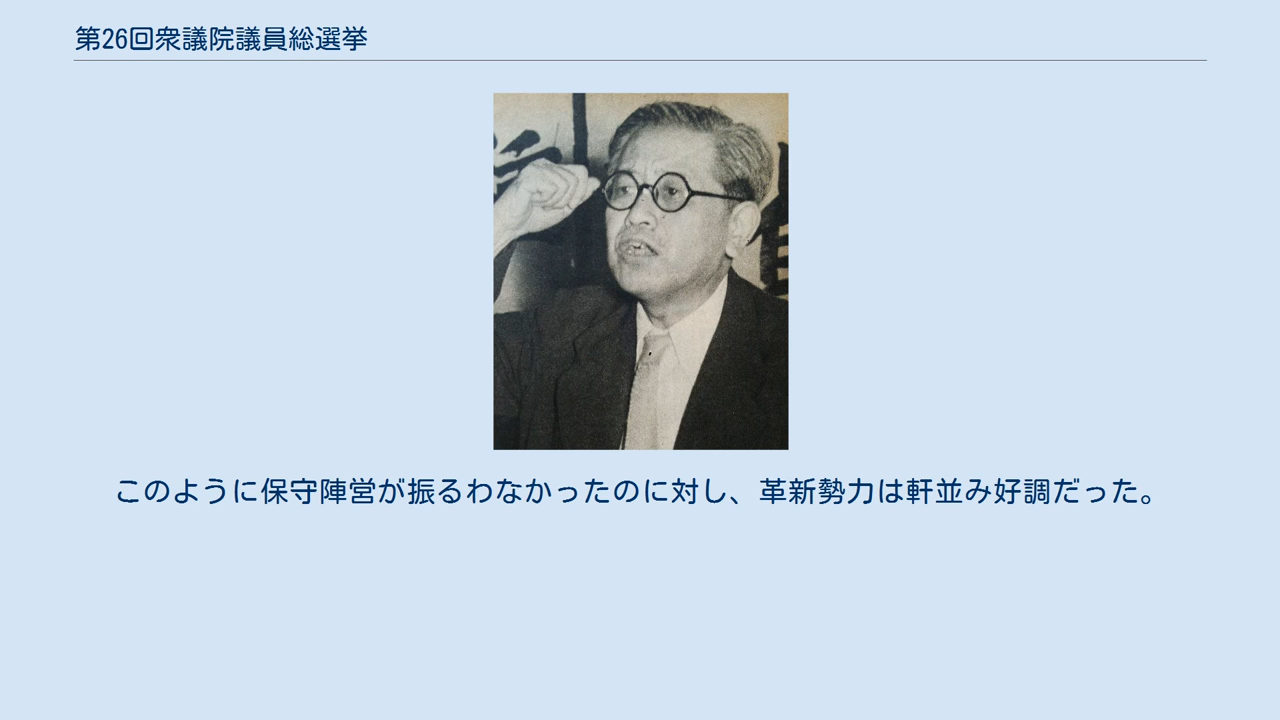 第26回衆議院議員総選挙
このように保守陣営が振るわなかったのに対し、革新勢力は軒並み好調だった。